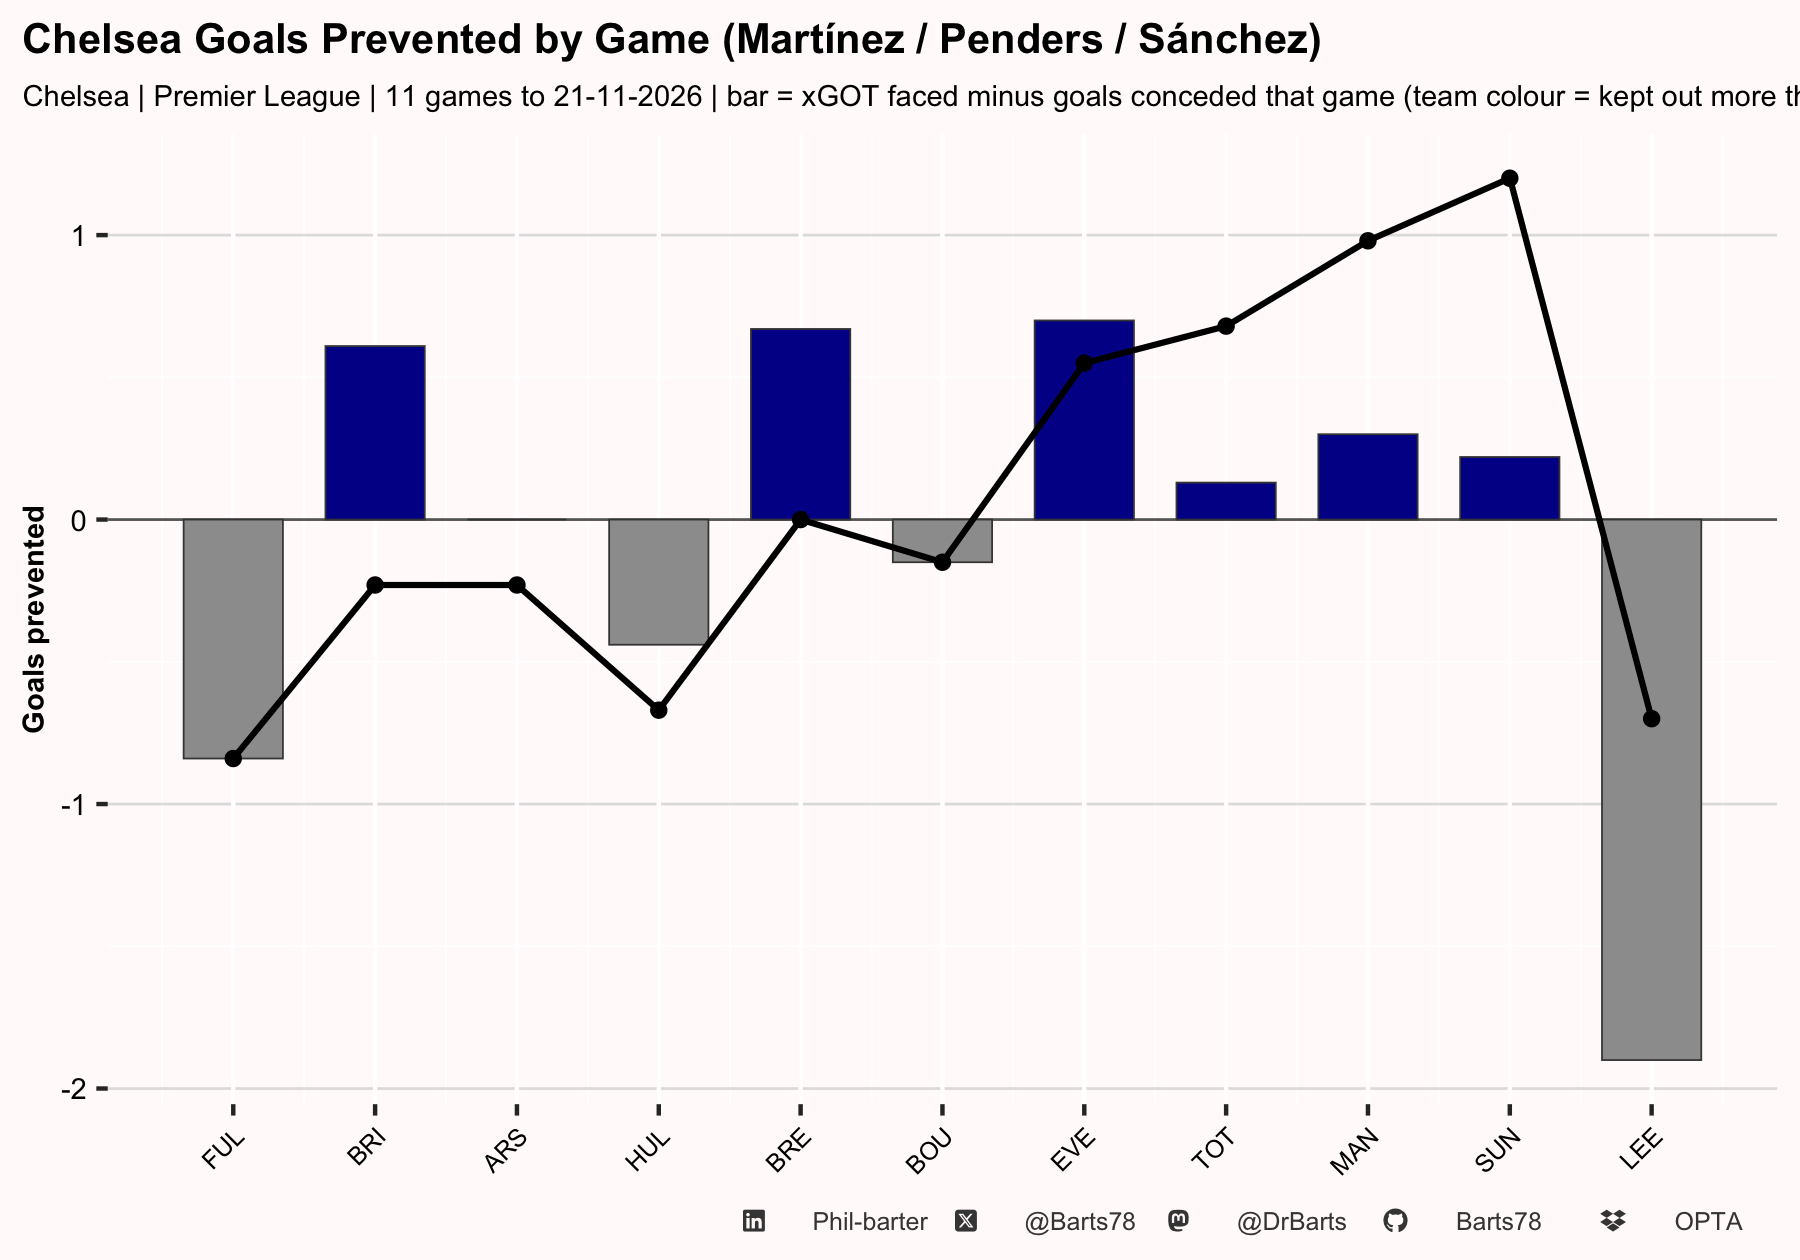 Chelsea Goals Prevented by Game (Martínez / Penders / Sánchez)
Chelsea | Premier League | 11 games to 21-11-2026 | bar = xGOT faced minus goals conceded that game (team colour = kept out more
Goals prevented
1
0
-1
-2
FUL
BRI
ARS
HUL
BRE
BOU
EVE
TOT
MAN
SUN
LEE
Phil-barter @Barts78 @DrBarts Barts78 OPTA